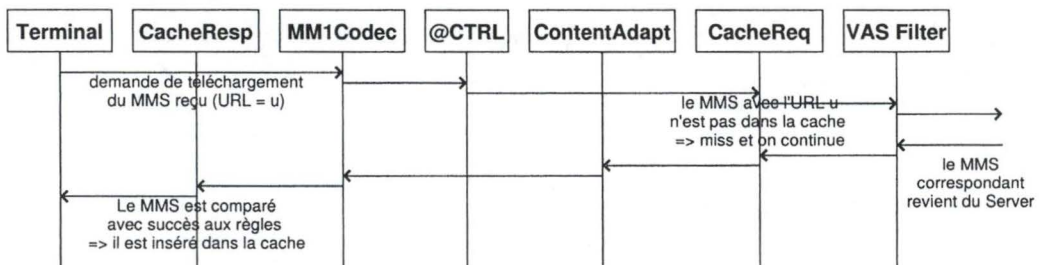 Terminal
CacheResp
MM1Codec
@CTRL
ContentAdapt
CacheReq
VAS Filter
demande de téléchargement
du MMS reçu (URL = u)
le MMS avec l'URL u
n'est pas dans la cache
=> miss et on continue
le MMS
correspondant
revient du Server
Le MMS est comparé
avec succès aux règles
=> il est inséré dans la cache